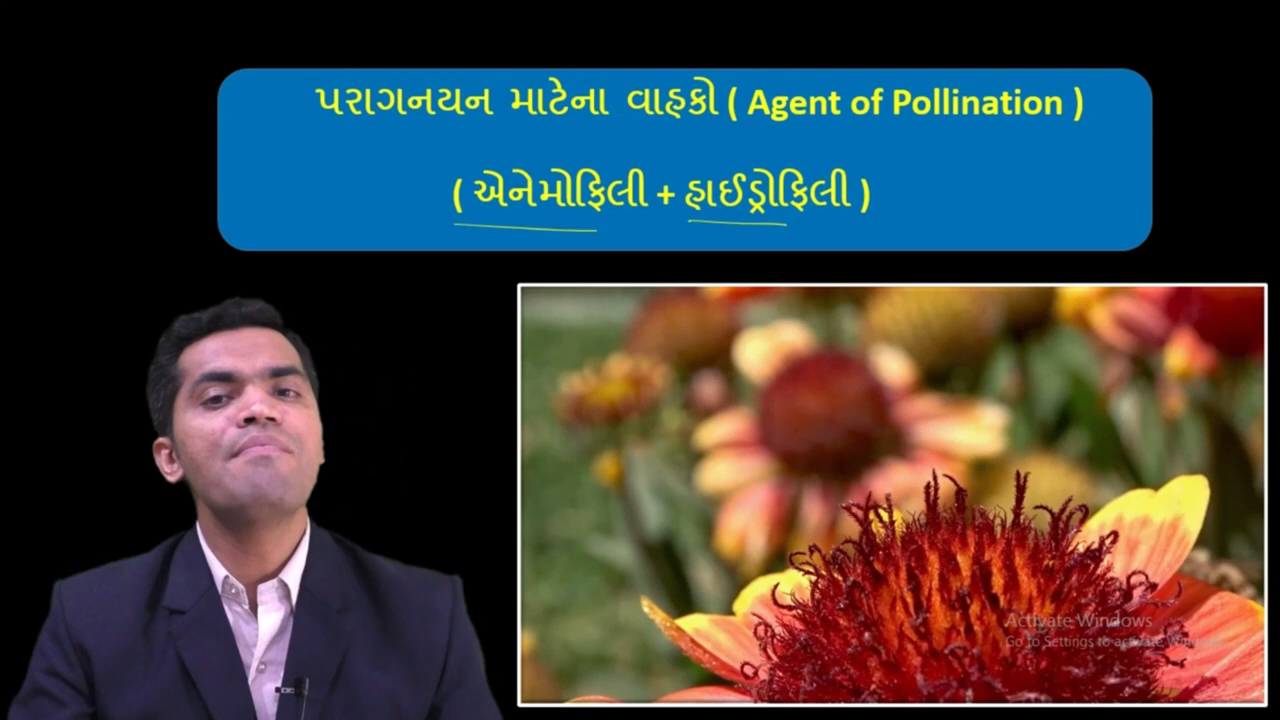 પરાગનયન માટેના વાહકો ( Agent of Pollination )
( એનેમોફિલી + હાઈડ્રોફિલી )
Activate Windows
Go to Settings to activate Windows.